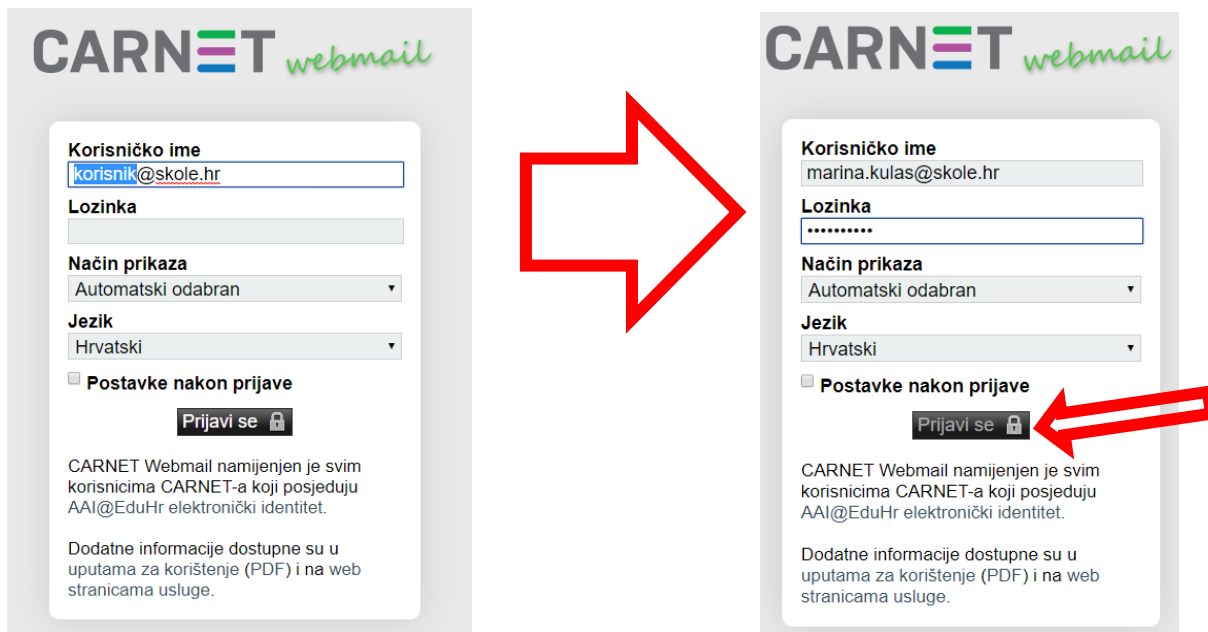 CARNET webmail
Korisničko ime
korisnik@skole.hr
Lozinka
Način prikaza
Automatski odabran
Jezik
Hrvatski
Postavke nakon prijave
Prijavi se
CARNET Webmail namijenjen je svim
korisnicima CARNET-a koji posjeduju
AAI@EduHr elektronički identitet.
Dodatne informacije dostupne su u
uputama za korištenje (PDF) i na web
stranicama usluge.
CARNET webmail
Korisničko ime
marina.kulas@skole.hr
Lozinka
••••••••••
Način prikaza
Automatski odabran
Jezik
Hrvatski
Postavke nakon prijave
Prijavi se
CARNET Webmail namijenjen je svim
korisnicima CARNET-a koji posjeduju
AAI@EduHr elektronički identitet.
Dodatne informacije dostupne su u
uputama za korištenje (PDF) i na web
stranicama usluge.